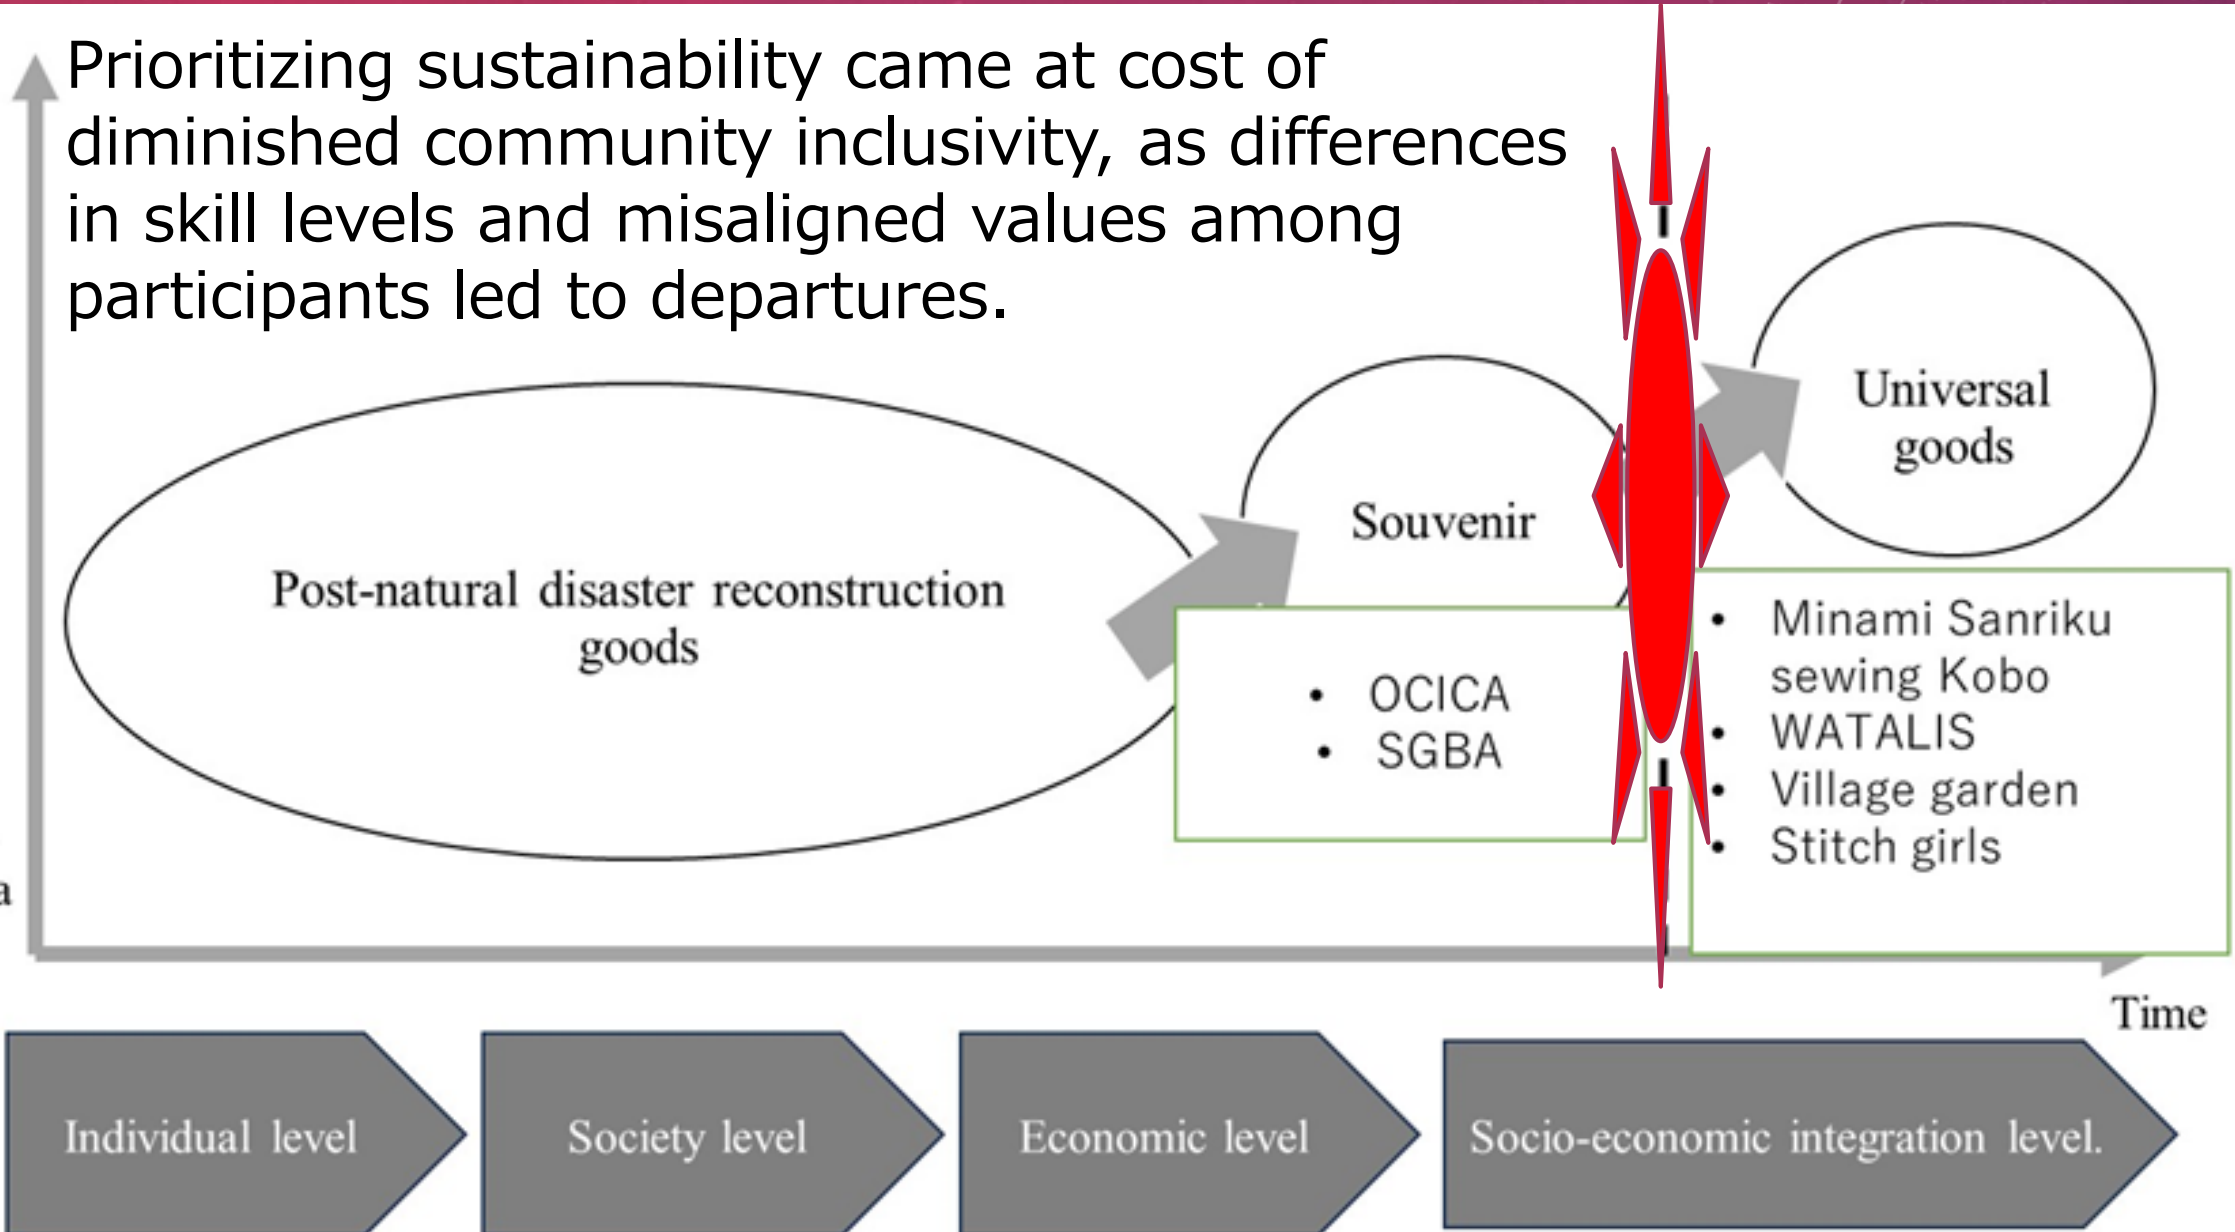 Prioritizing sustainability came at cost of
diminished community inclusivity, as differences
in skill levels and misaligned values among
participants led to departures.
Universal
goods
Souvenir
Post-natural disaster reconstruction
goods
• OCICA
• SGBA
• Minami Sanriku
sewing Kobo
• WATALIS
• Village garden
• Stitch girls
a
Time
Individual level
Society level
Economic level
Socio-economic integration level.